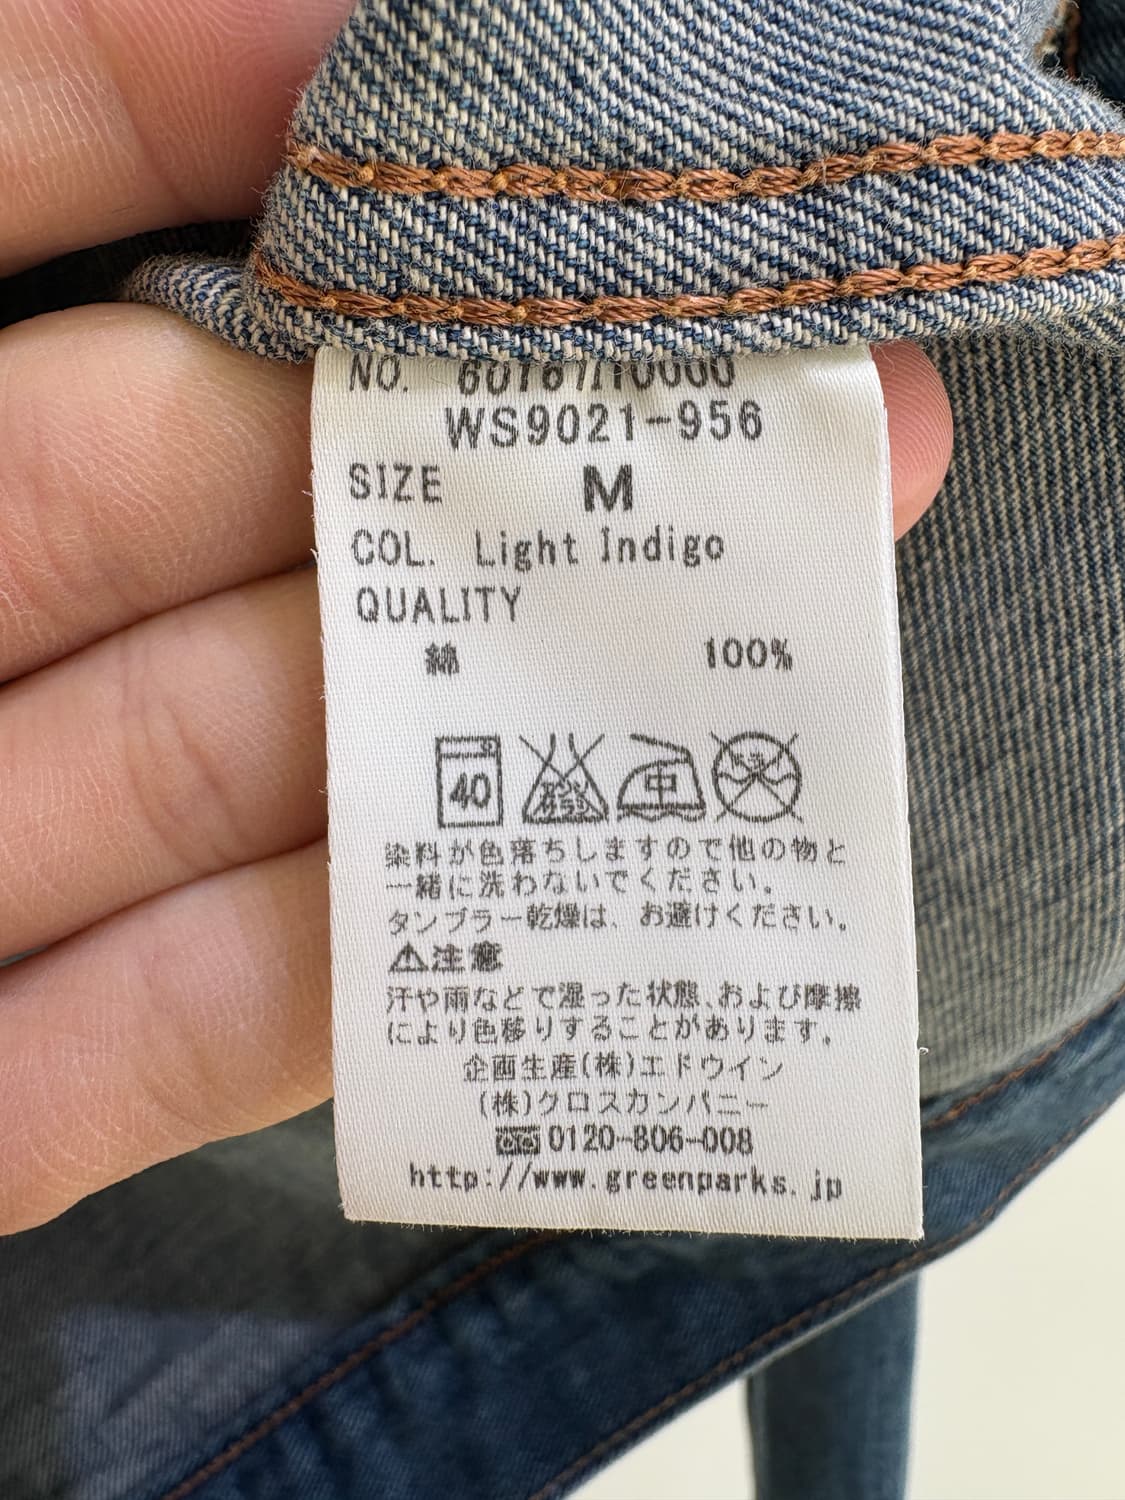 NO.
WS9021-956
SIZE M
COL. Light Indigo
QUALITY
綿 100%
40 中
染料が色落ちしますので他の物と
一緒に洗わないでください。
タンブラー乾燥は、お避けください。
⚠注意
汗や雨などで湿った状態、および摩擦
により色移りすることがあります。
企画生産(株)エドウイン
(株)クロスカンパニー
0120-806-008
http://www.greenparks.jp